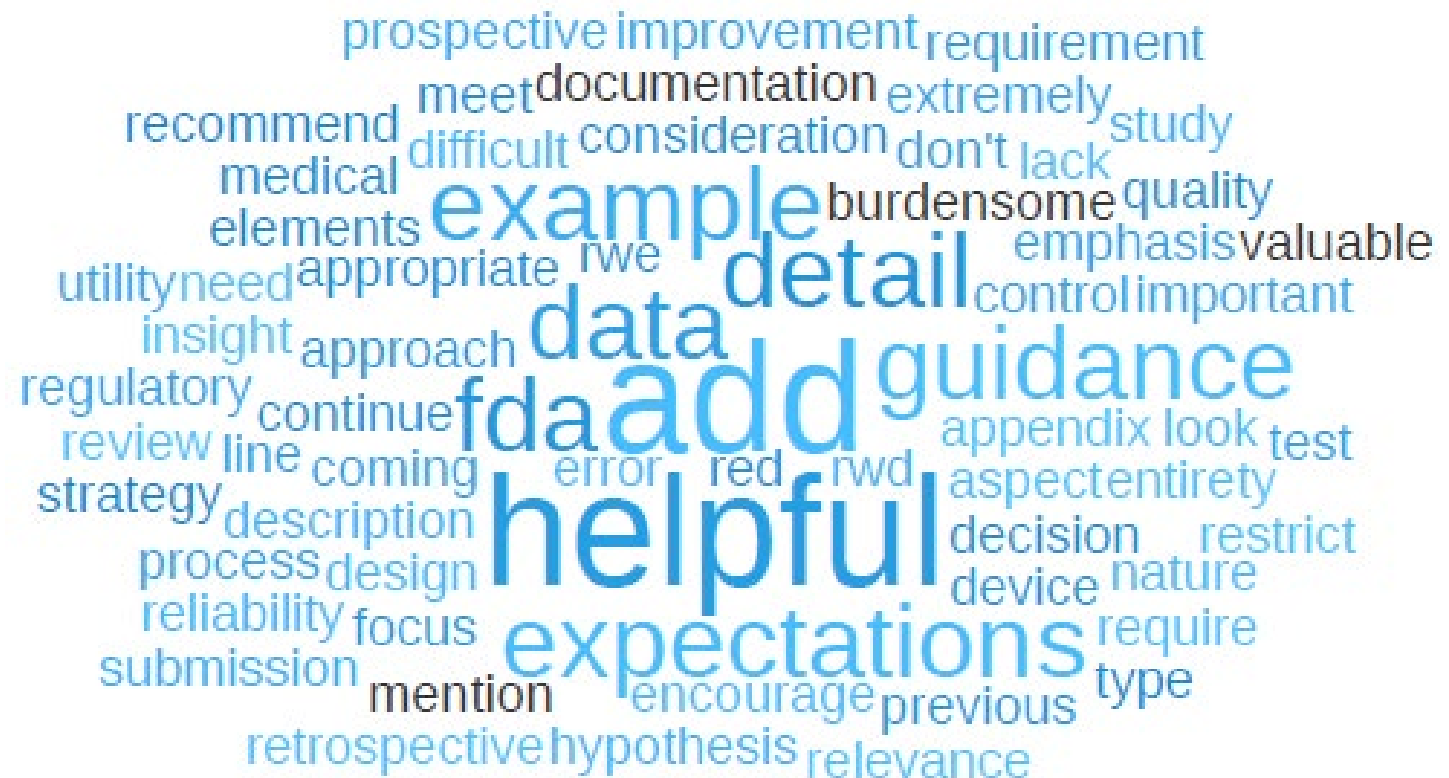 prospective improvement requirement
meet documentation extremely
recommend difficult consideration don't lack study
medical example burdensome quality
elements appropriate rwe detail emphasis valuable
utility need data control important
insight approach add guidance
regulatory continue fda appendix look test
review line coming error red rwd aspect entirety
strategy description helpful decision restrict
process design device nature
reliability focus expectations require
submission mention encourage previous type
retrospective hypothesis relevance